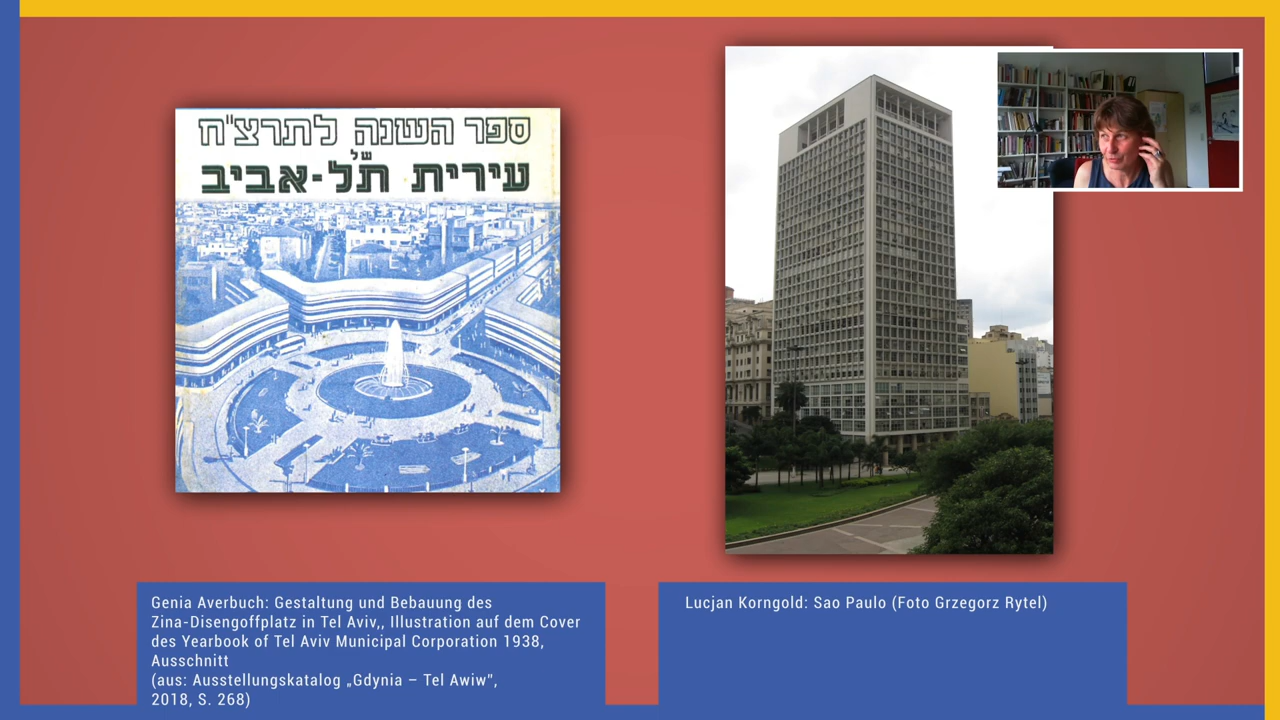 ספר השנה לתרצ"ח
של
עירית תל-אביב
Genia Averbuch: Gestaltung und Bebauung des
Zina-Disengoffplatz in Tel Aviv,, Illustration auf dem Cover
des Yearbook of Tel Aviv Municipal Corporation 1938,
Ausschnitt
(aus: Ausstellungskatalog „Gdynia – Tel Awiw",
2018, S. 268)
Lucjan Korngold: Sao Paulo (Foto Grzegorz Rytel)